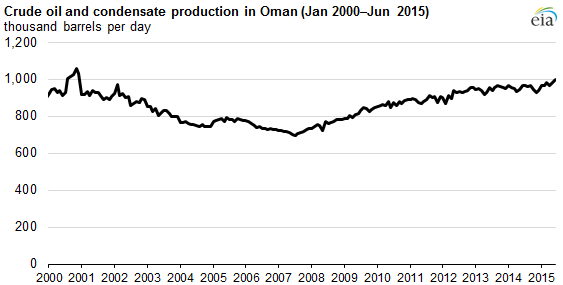 Crude oil and condensate production in Oman (Jan 2000–Jun 2015)
thousand barrels per day
eia
1,200
1,000
800
600
400
200
0
2000 2001 2002 2003 2004 2005 2006 2007 2008 2009 2010 2011 2012 2013 2014 2015